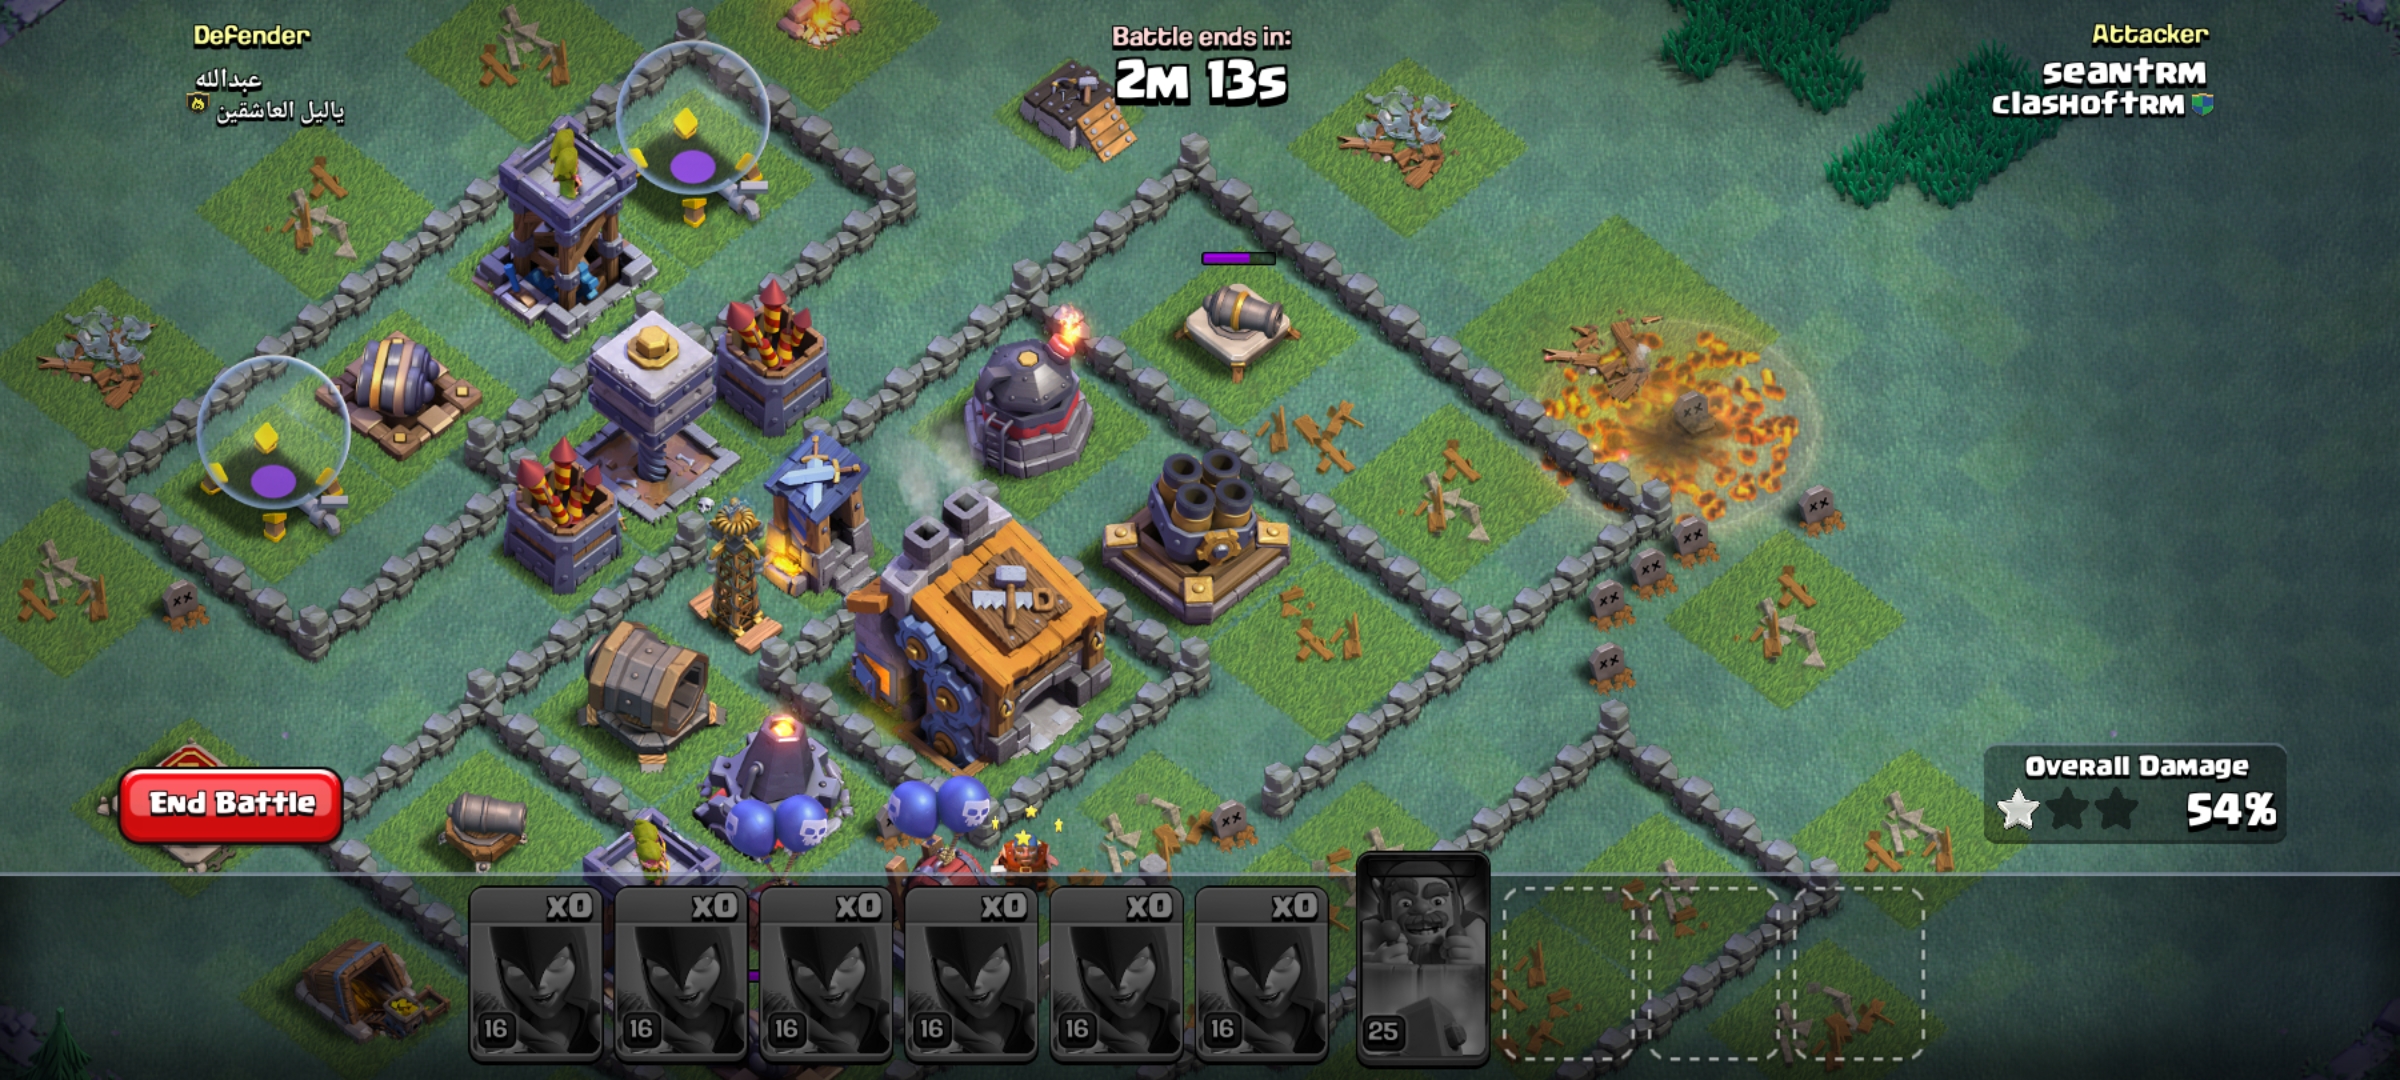 Defender
عبدالله
ياليل العاشقين
Battle ends in:
2M 13s
Attacker
seantRM
clashoftRM
End Battle
Overall Damage
54%
x0 x0 x0 x0 x0 x0
16 16 16 16 16 16 25